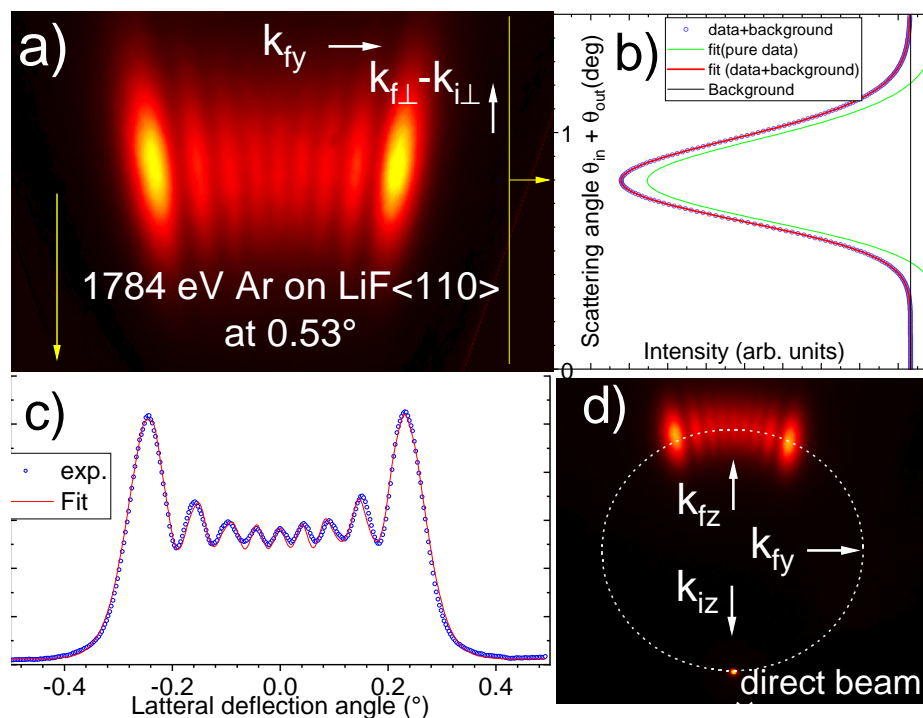 a)
k_fy
k_f⊥-k_i⊥
1784 eV Ar on LiF<110>
at 0.53°
b)
data+background
fit(pure data)
fit (data+background)
Background
Scattering angle θ_in + θ_out(deg)
1
0
Intensity (arb. units)
c)
exp.
Fit
-0.4 -0.2 0.0 0.2 0.4
Latteral deflection angle (°)
d)
k_fz
k_fy
k_iz
direct beam